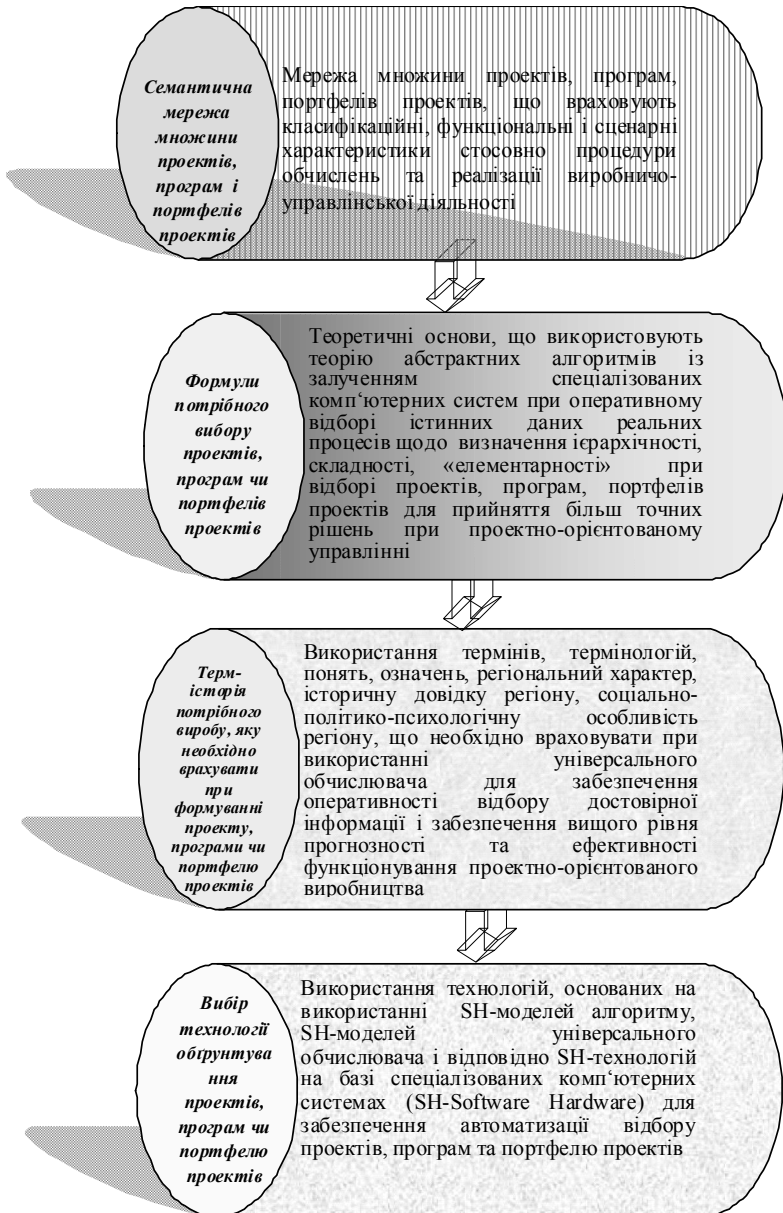 Семантична
мережа
множини
проектів,
програм і
портфелів
проектів
Мережа множини проектів, програм,
портфелів проектів, що враховують
класифікаційні, функціональні і сценарні
характеристики стосовно процедури
обчислень та реалізації виробничо-
управлінської діяльності
Формули
потрібного
вибору
проектів,
програм чи
портфелів
проектів
Теоретичні основи, що використовують
теорію абстрактних алгоритмів із
залученням спеціалізованих
комп‘ютерних систем при оперативному
відборі істинних даних реальних
процесів щодо визначення ієрархічності,
складності, «елементарності» при
відборі проектів, програм, портфелів
проектів для прийняття більш точних
рішень при проектно-орієнтованому
управлінні
Терм-
історія
потрібного
виробу, яку
необхідно
врахувати
при
формуванні
проекту,
програми чи
портфелю
проектів
Використання термінів, термінологій,
понять, означень, регіональний характер,
історичну довідку регіону, соціально-
політико-психологічну особливість
регіону, що необхідно враховувати при
використанні універсального
обчислювача для забезпечення
оперативності відбору достовірної
інформації і забезпечення вищого рівня
прогнозності та ефективності
функціонування проектно-орієнтованого
виробництва
Вибір
технології
обґрунтува
ння
проектів,
програм чи
портфелю
проектів
Використання технологій, основаних на
використанні SH-моделей алгоритму,
SH-моделей універсального
обчислювача і відповідно SH-технологій
на базі спеціалізованих комп‘ютерних
системах (SH-Software Hardware) для
забезпечення автоматизації відбору
проектів, програм та портфелю проектів